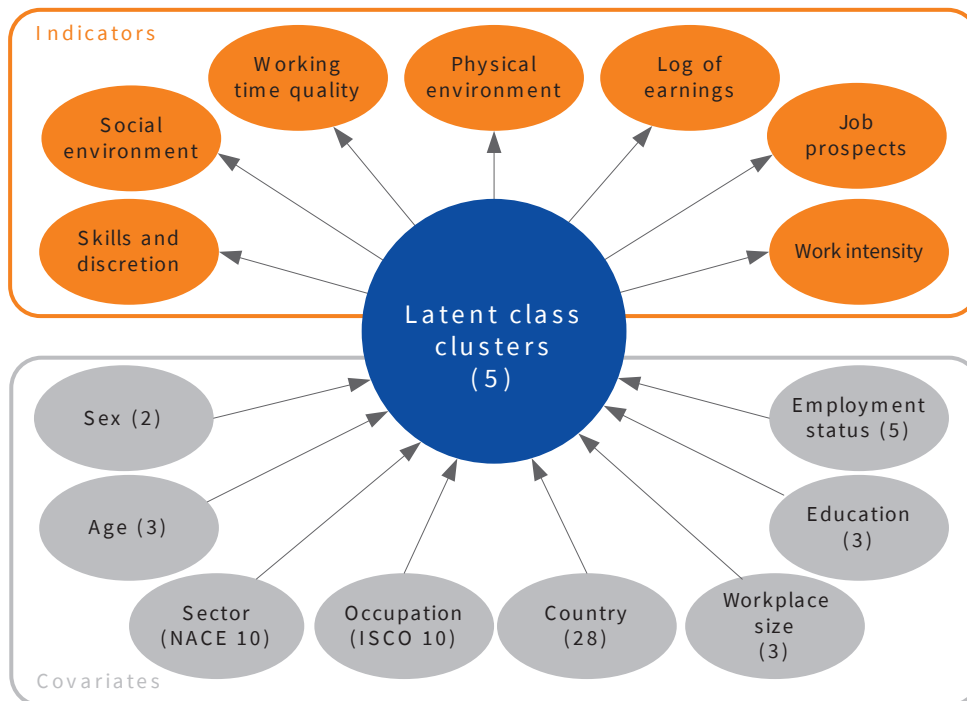 Indicators
Working
time quality
Physical
environment
Log of
earnings
Social
environment
Job
prospects
Skills and
discretion
Work intensity
Latent class
clusters
(5)
Sex (2)
Employment
status (5)
Age (3)
Education
(3)
Sector
(NACE 10)
Occupation
(ISCO 10)
Country
(28)
Workplace
size
(3)
Covariates